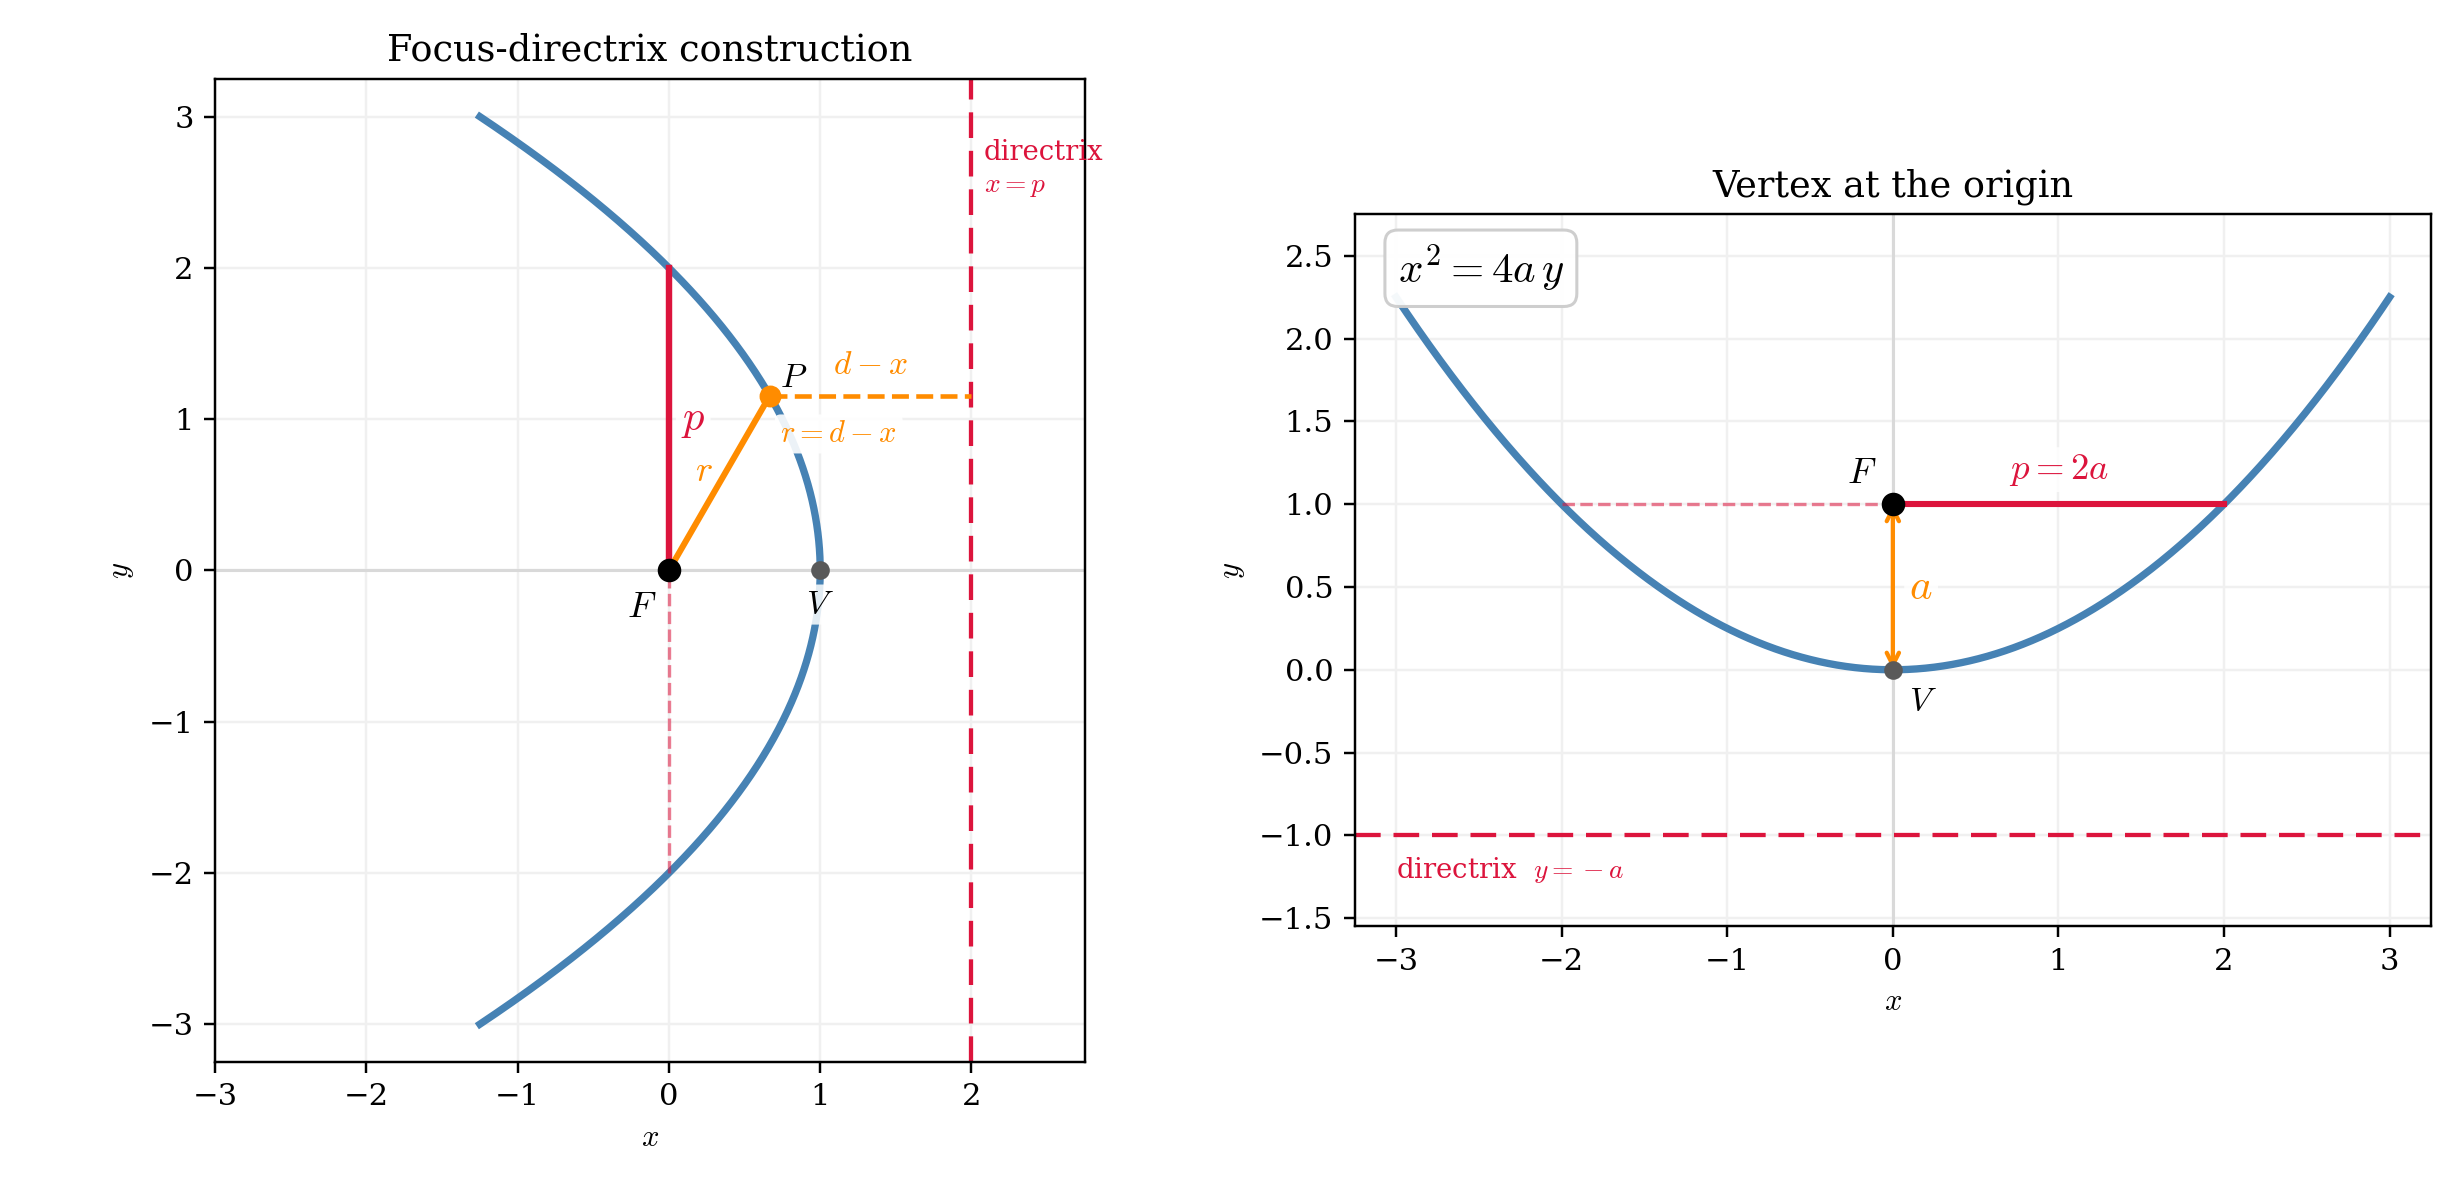 Focus-directrix construction
3
2
1
0
−1
−2
−3
y
directrix
x = p
P
d − x
p
r = d − x
r
F
V
−3
−2
−1
0
1
2
x
Vertex at the origin
x² = 4a y
2.5
2.0
1.5
1.0
0.5
0.0
−0.5
−1.0
−1.5
y
F
p = 2a
a
V
directrix y = −a
−3
−2
−1
0
1
2
3
x